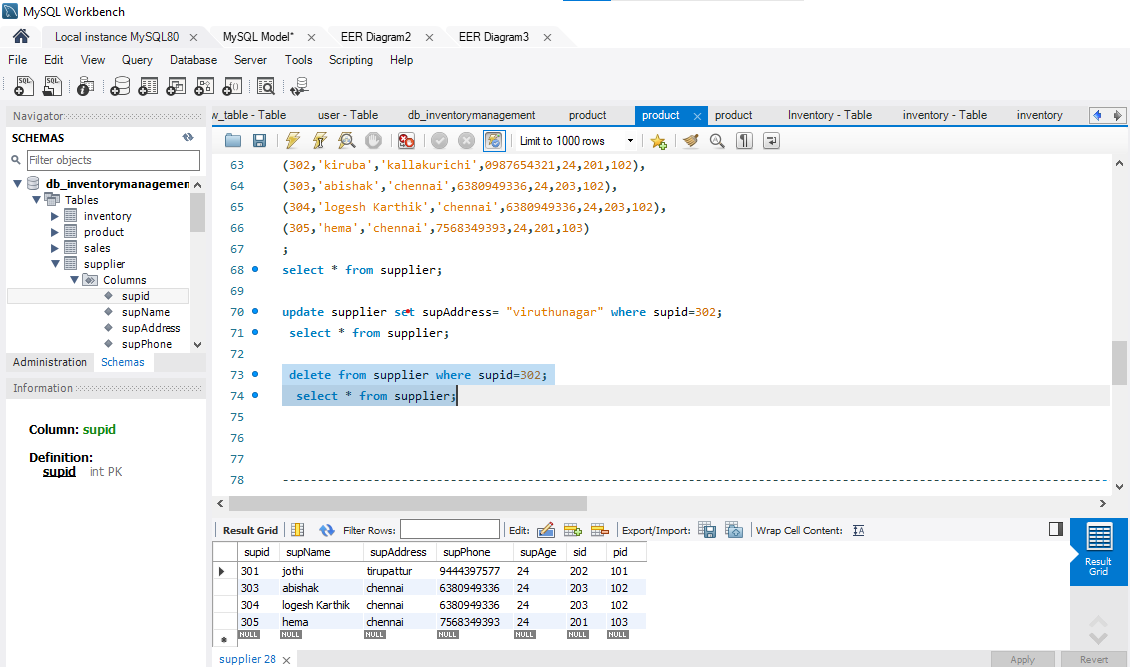 MySQL Workbench
Local instance MySQL80 MySQL Model* EER Diagram2 EER Diagram3
File Edit View Query Database Server Tools Scripting Help
Navigator
SCHEMAS
Filter objects
db_inventorymanagemen
Tables
inventory
product
sales
supplier
Columns
supid
supName
supAddress
supPhone
Administration Schemas
Information
Column: supid
Definition:
supid int PK
w_table - Table user - Table db_inventorymanagement product product product Inventory - Table inventory - Table inventory
Limit to 1000 rows
63 (302,'kiruba','kallakurichi',0987654321,24,201,102),
64 (303,'abishak','chennai',6380949336,24,203,102),
65 (304,'logesh Karthik','chennai',6380949336,24,203,102),
66 (305,'hema','chennai',7568349393,24,201,103)
67 ;
68 select * from supplier;
69
70 update supplier set supAddress= "viruthunagar" where supid=302;
71 select * from supplier;
72
73 delete from supplier where supid=302;
74 select * from supplier;
75
76
77
78 --------------------------------------------------------------------------------------------------------------
Result Grid Filter Rows: Edit: Export/Import: Wrap Cell Content: IA
supid supName supAddress supPhone supAge sid pid
301 jothi tirupattur 9444397577 24 202 101
303 abishak chennai 6380949336 24 203 102
304 logesh Karthik chennai 6380949336 24 203 102
305 hema chennai 7568349393 24 201 103
NULL NULL NULL NULL NULL NULL NULL
Result
Grid
supplier 28
Apply Revert